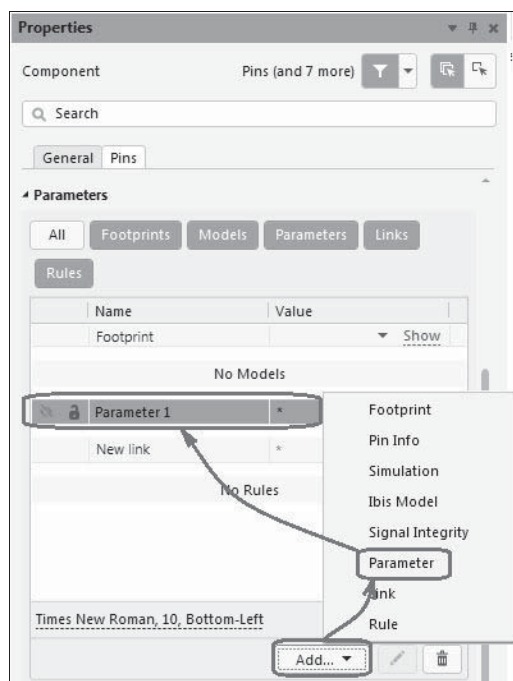 Properties
Component Pins (and 7 more)
Search
General Pins
Parameters
All Footprints Models Parameters Links
Rules
Name Value
Footprint Show
No Models
Parameter 1 *
New link *
No Rules
Times New Roman, 10, Bottom-Left
Add...
Footprint
Pin Info
Simulation
Ibis Model
Signal Integrity
Parameter
Link
Rule